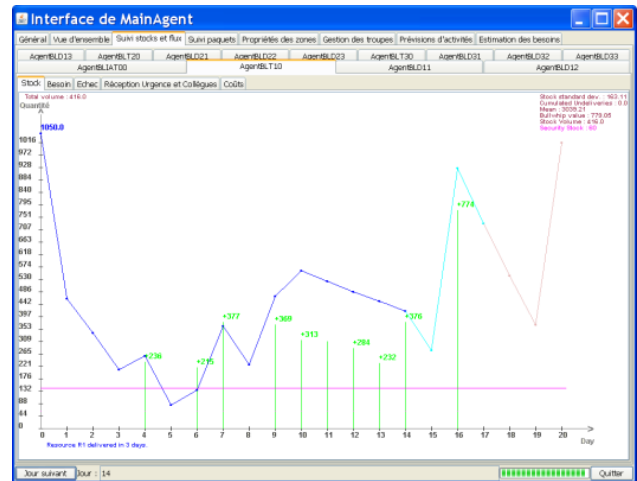 Interface de MainAgent
Général Vue d'ensemble Suivi stocks et flux Suivi paquets Propriétés des zones Gestion des troupes Prévisions d'activités Estimation des besoins
AgentBLD13 AgentBLT20 AgentBLD21 AgentBLD22 AgentBLD23 AgentBLT30 AgentBLD31 AgentBLD32 AgentBLD33
AgentBLIAT00 AgentBLT10 AgentBLD11 AgentBLD12
Stock Besoin Echec Réception Urgence et Collègues Coûts
Total volume : 416.0
Stock standard dev. : 163.11
Cumulated Undeliveries : 0.0
Mean : 3039.21
Bullwhip value : 779.05
Stock Volume : 416.0
Security Stock : 60
Quantité
1050.0
1016
972
928
884
840
795
751
707
663
619
574
530
486
442
397
353
309
265
221
176
132
88
44
0
+236
+215
+377
+369
+313
+284
+232
+376
+774
0 1 2 3 4 5 6 7 8 9 10 11 12 13 14 15 16 17 18 19 20
Day
Resource R1 delivered in 3 days.
Jour suivant Jour : 14 Quitter